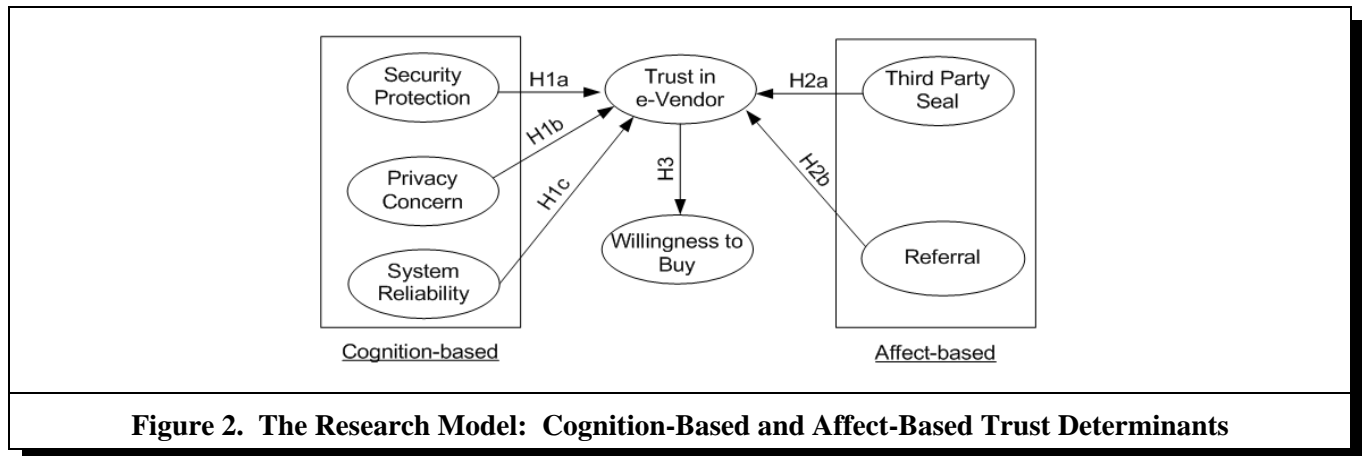 Security
Protection
H1a
Trust in
e-Vendor
H2a
Third Party
Seal
Privacy
Concern
H1b
H1c
H3
H2b
Willingness to
Buy
System
Reliability
Referral
Cognition-based
Affect-based
Figure 2.  The Research Model:  Cognition-Based and Affect-Based Trust Determinants